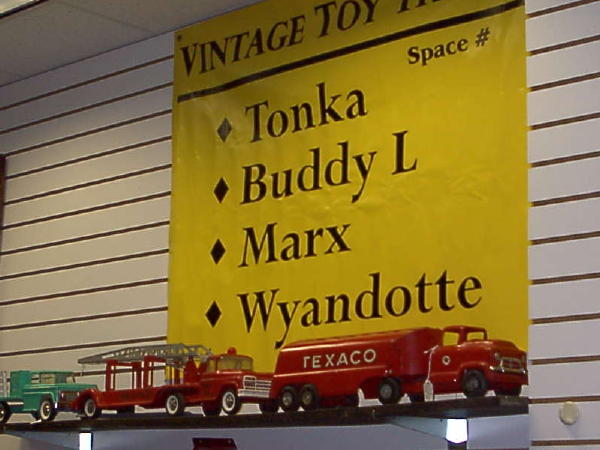 VINTAGE TOY
Space #
♦ Tonka
♦ Buddy L
♦ Marx
♦ Wyandotte
TEXACO